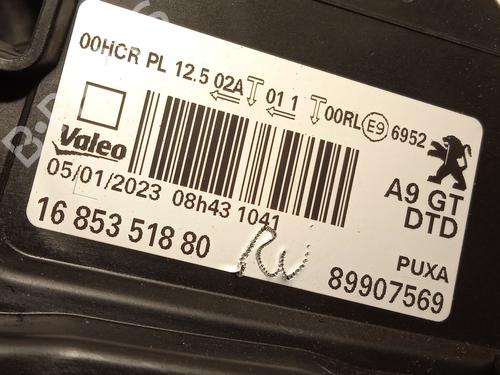 00HCR PL 12.5 02A 01 1 00RL E9 6952
Valeo
05/01/2023 08h43 1041
16 853 518 80
A9 GT
DTD
PUXA
89907569
RW